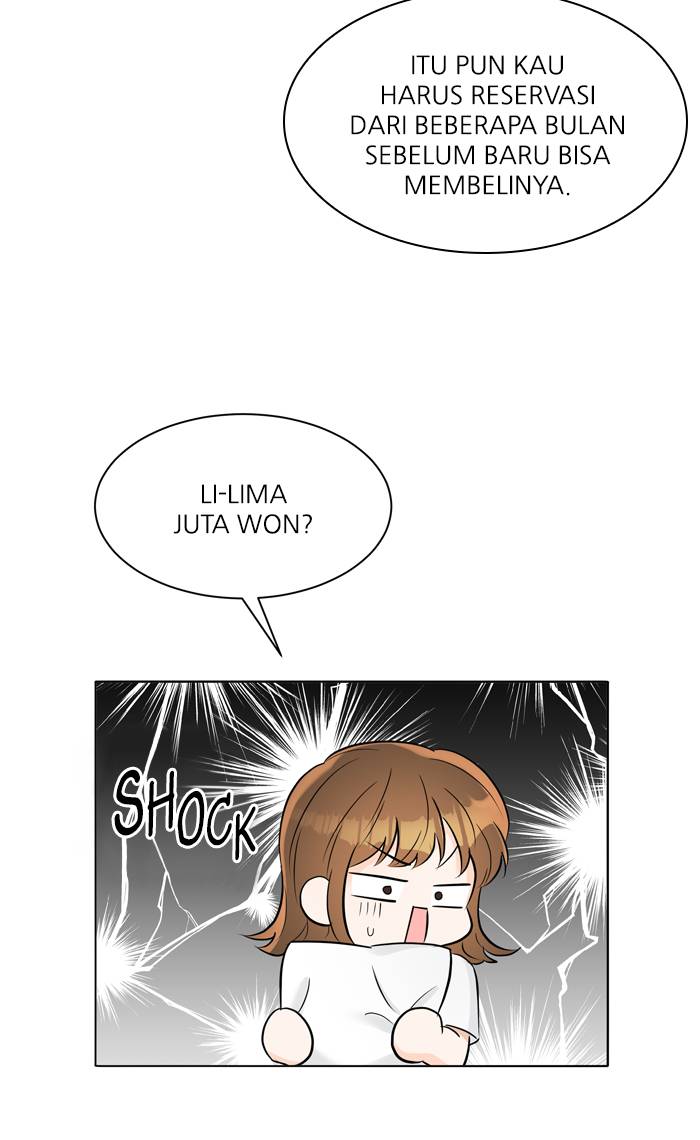 ITU PUN KAU
HARUS RESERVASI
DARI BEBERAPA BULAN
SEBELUM BARU BISA
MEMBELINYA.
LI-LIMA
JUTA WON?
SHOCK